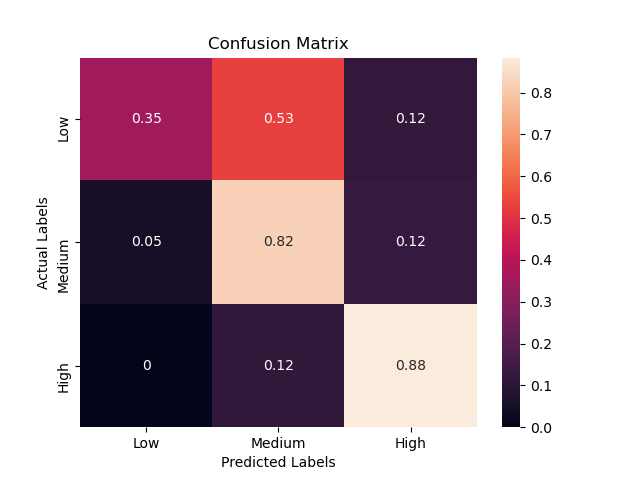 Confusion Matrix
Actual Labels
Low
0.35 0.53 0.12
Medium
0.05 0.82 0.12
High
0 0.12 0.88
Low Medium High
Predicted Labels
0.8
0.7
0.6
0.5
0.4
0.3
0.2
0.1
0.0